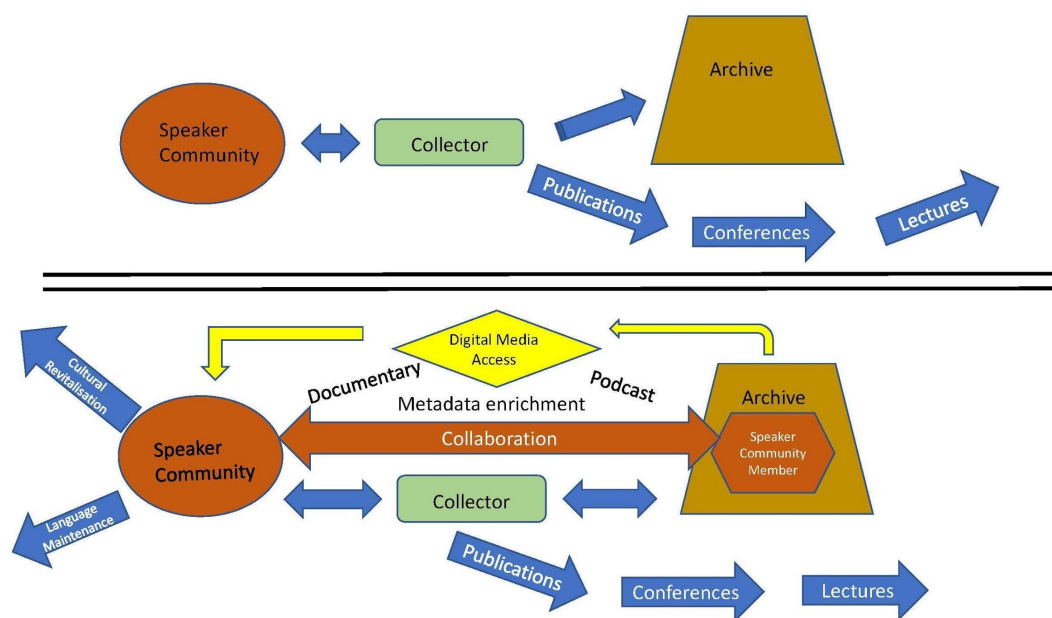 Archive
Speaker
Community
Collector
Publications
Conferences
Lectures
Digital Media
Access
Cultural
Revitalisation
Documentary
Podcast
Metadata enrichment
Archive
Collaboration
Speaker
Community
Speaker
Community
Member
Collector
Language
Maintenance
Publications
Conferences
Lectures